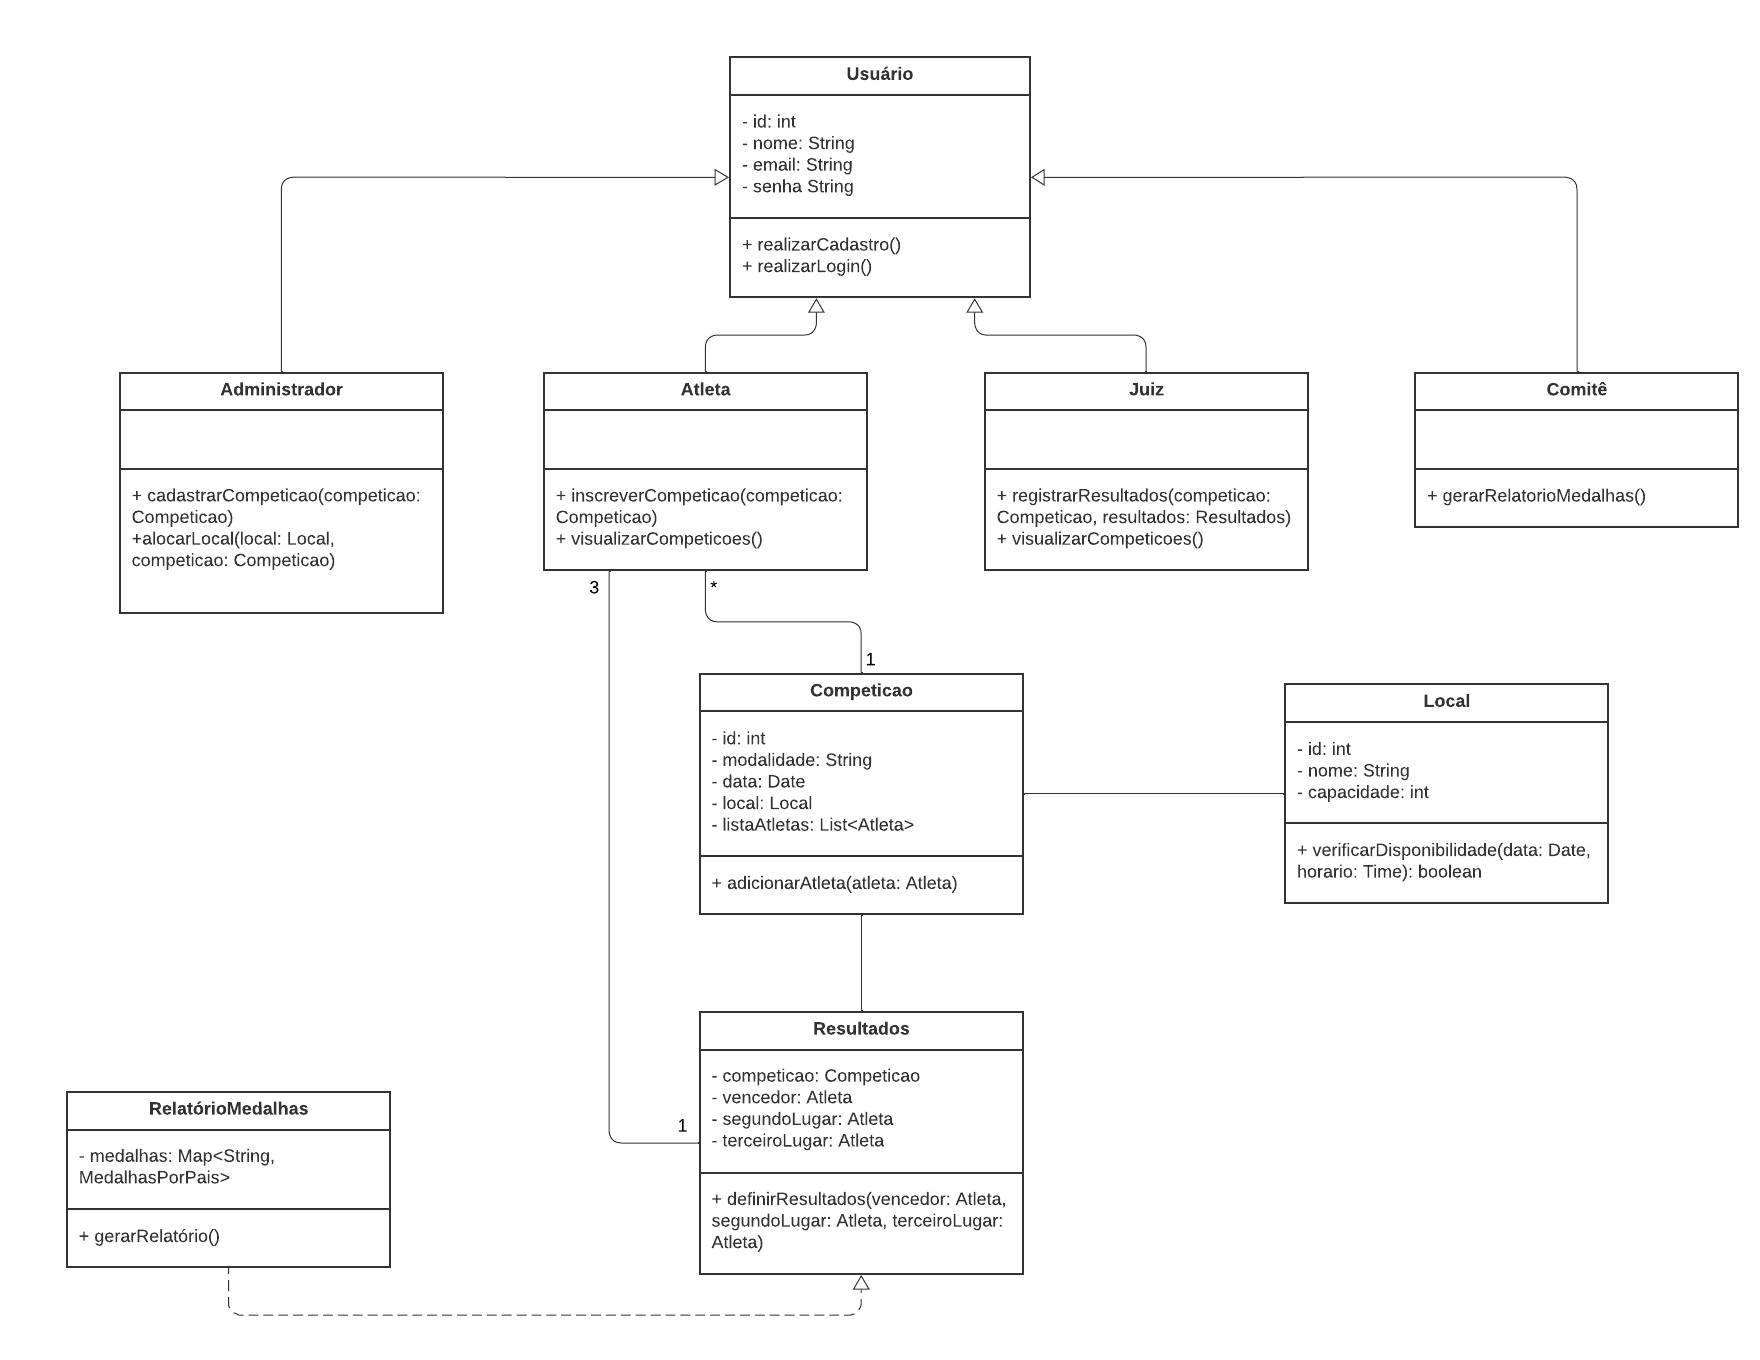 Usuário
- id: int
- nome: String
- email: String
- senha String
+ realizarCadastro()
+ realizarLogin()
Administrador
+ cadastrarCompeticao(competicao:
Competicao)
+alocarLocal(local: Local,
competicao: Competicao)
Atleta
+ inscreverCompeticao(competicao:
Competicao)
+ visualizarCompeticoes()
Juiz
+ registrarResultados(competicao:
Competicao, resultados: Resultados)
+ visualizarCompeticoes()
Comitê
+ gerarRelatorioMedalhas()
3
*
1
Competicao
- id: int
- modalidade: String
- data: Date
- local: Local
- listaAtletas: List<Atleta>
+ adicionarAtleta(atleta: Atleta)
Local
- id: int
- nome: String
- capacidade: int
+ verificarDisponibilidade(data: Date,
horario: Time): boolean
1
Resultados
- competicao: Competicao
- vencedor: Atleta
- segundoLugar: Atleta
- terceiroLugar: Atleta
+ definirResultados(vencedor: Atleta,
segundoLugar: Atleta, terceiroLugar:
Atleta)
RelatórioMedalhas
- medalhas: Map<String,
MedalhasPorPais>
+ gerarRelatório()